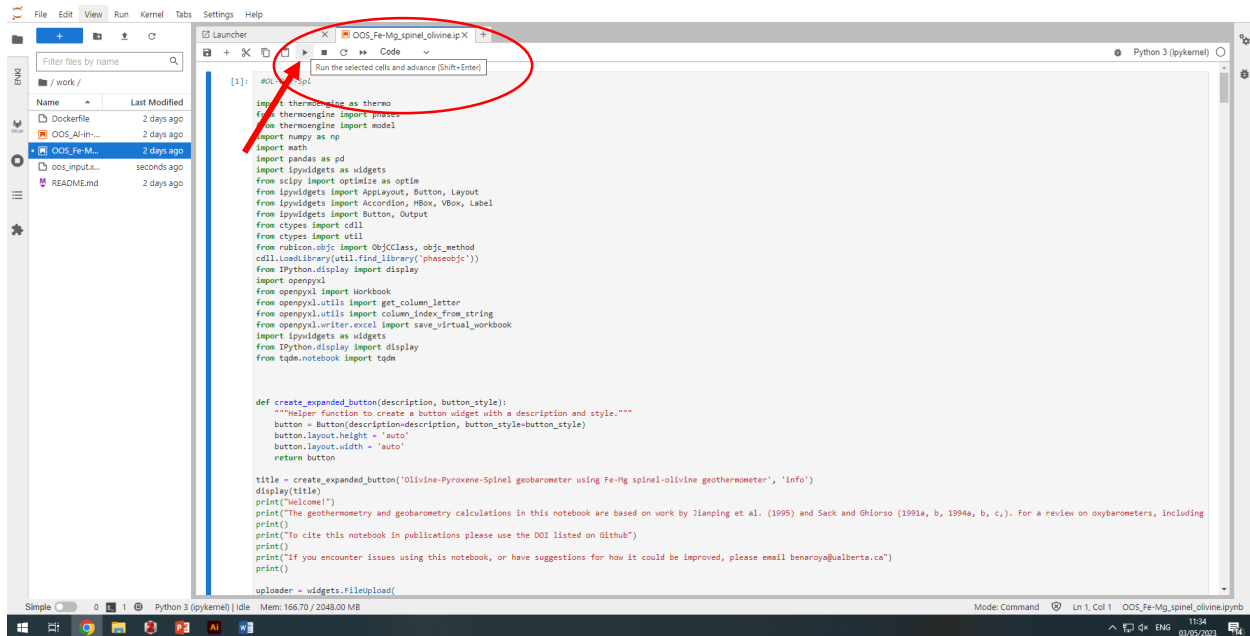 File Edit View Run Kernel Tabs Settings Help
Launcher
OOS_Fe-Mg_spinel_olivine.ip
Code
Python 3 (ipykernel)
Run the selected cells and advance (Shift+Enter)
Filter files by name
/ work /
Name Last Modified
Dockerfile 2 days ago
OOS_Al-in-... 2 days ago
OOS_Fe-M... 2 days ago
oos_input.x... seconds ago
README.md 2 days ago
ENKI
GitLab
[1]:
import thermoengine as thermo
from thermoengine import phases
from thermoengine import model
import numpy as np
import math
import pandas as pd
import ipywidgets as widgets
from scipy import optimize as optim
from ipywidgets import AppLayout, Button, Layout
from ipywidgets import Accordion, HBox, VBox, Label
from ipywidgets import Button, Output
from ctypes import cdll
from ctypes import util
from rubicon.objc import ObjCClass, objc_method
cdll.LoadLibrary(util.find_library('phaseobjc'))
from IPython.display import display
import openpyxl
from openpyxl import Workbook
from openpyxl.utils import get_column_letter
from openpyxl.utils import column_index_from_string
from openpyxl.writer.excel import save_virtual_workbook
import ipywidgets as widgets
from IPython.display import display
from tqdm.notebook import tqdm
def create_expanded_button(description, button_style):
"""Helper function to create a button widget with a description and style."""
button = Button(description=description, button_style=button_style)
button.layout.height = 'auto'
button.layout.width = 'auto'
return button
title = create_expanded_button('Olivine-Pyroxene-Spinel geobarometer using Fe-Mg spinel-olivine geothermometer', 'info')
display(title)
print("Welcome!")
print("The geothermometry and geobarometry calculations in this notebook are based on work by Jianping et al. (1995) and Sack and Ghiorso (1991a, b, 1994a, b, c,). For a review on oxybarometers, including
print()
print("To cite this notebook in publications please use the DOI listed on Github")
print()
print("If you encounter issues using this notebook, or have suggestions for how it could be improved, please email benaroya@ualberta.ca")
print()
uploader = widgets.FileUpload(
Simple 0 1 Python 3 (ipykernel) | Idle Mem: 166.70 / 2048.00 MB Mode: Command Ln 1, Col 1 OOS_Fe-Mg_spinel_olivine.ipynb
ENG 11:34
03/05/2023